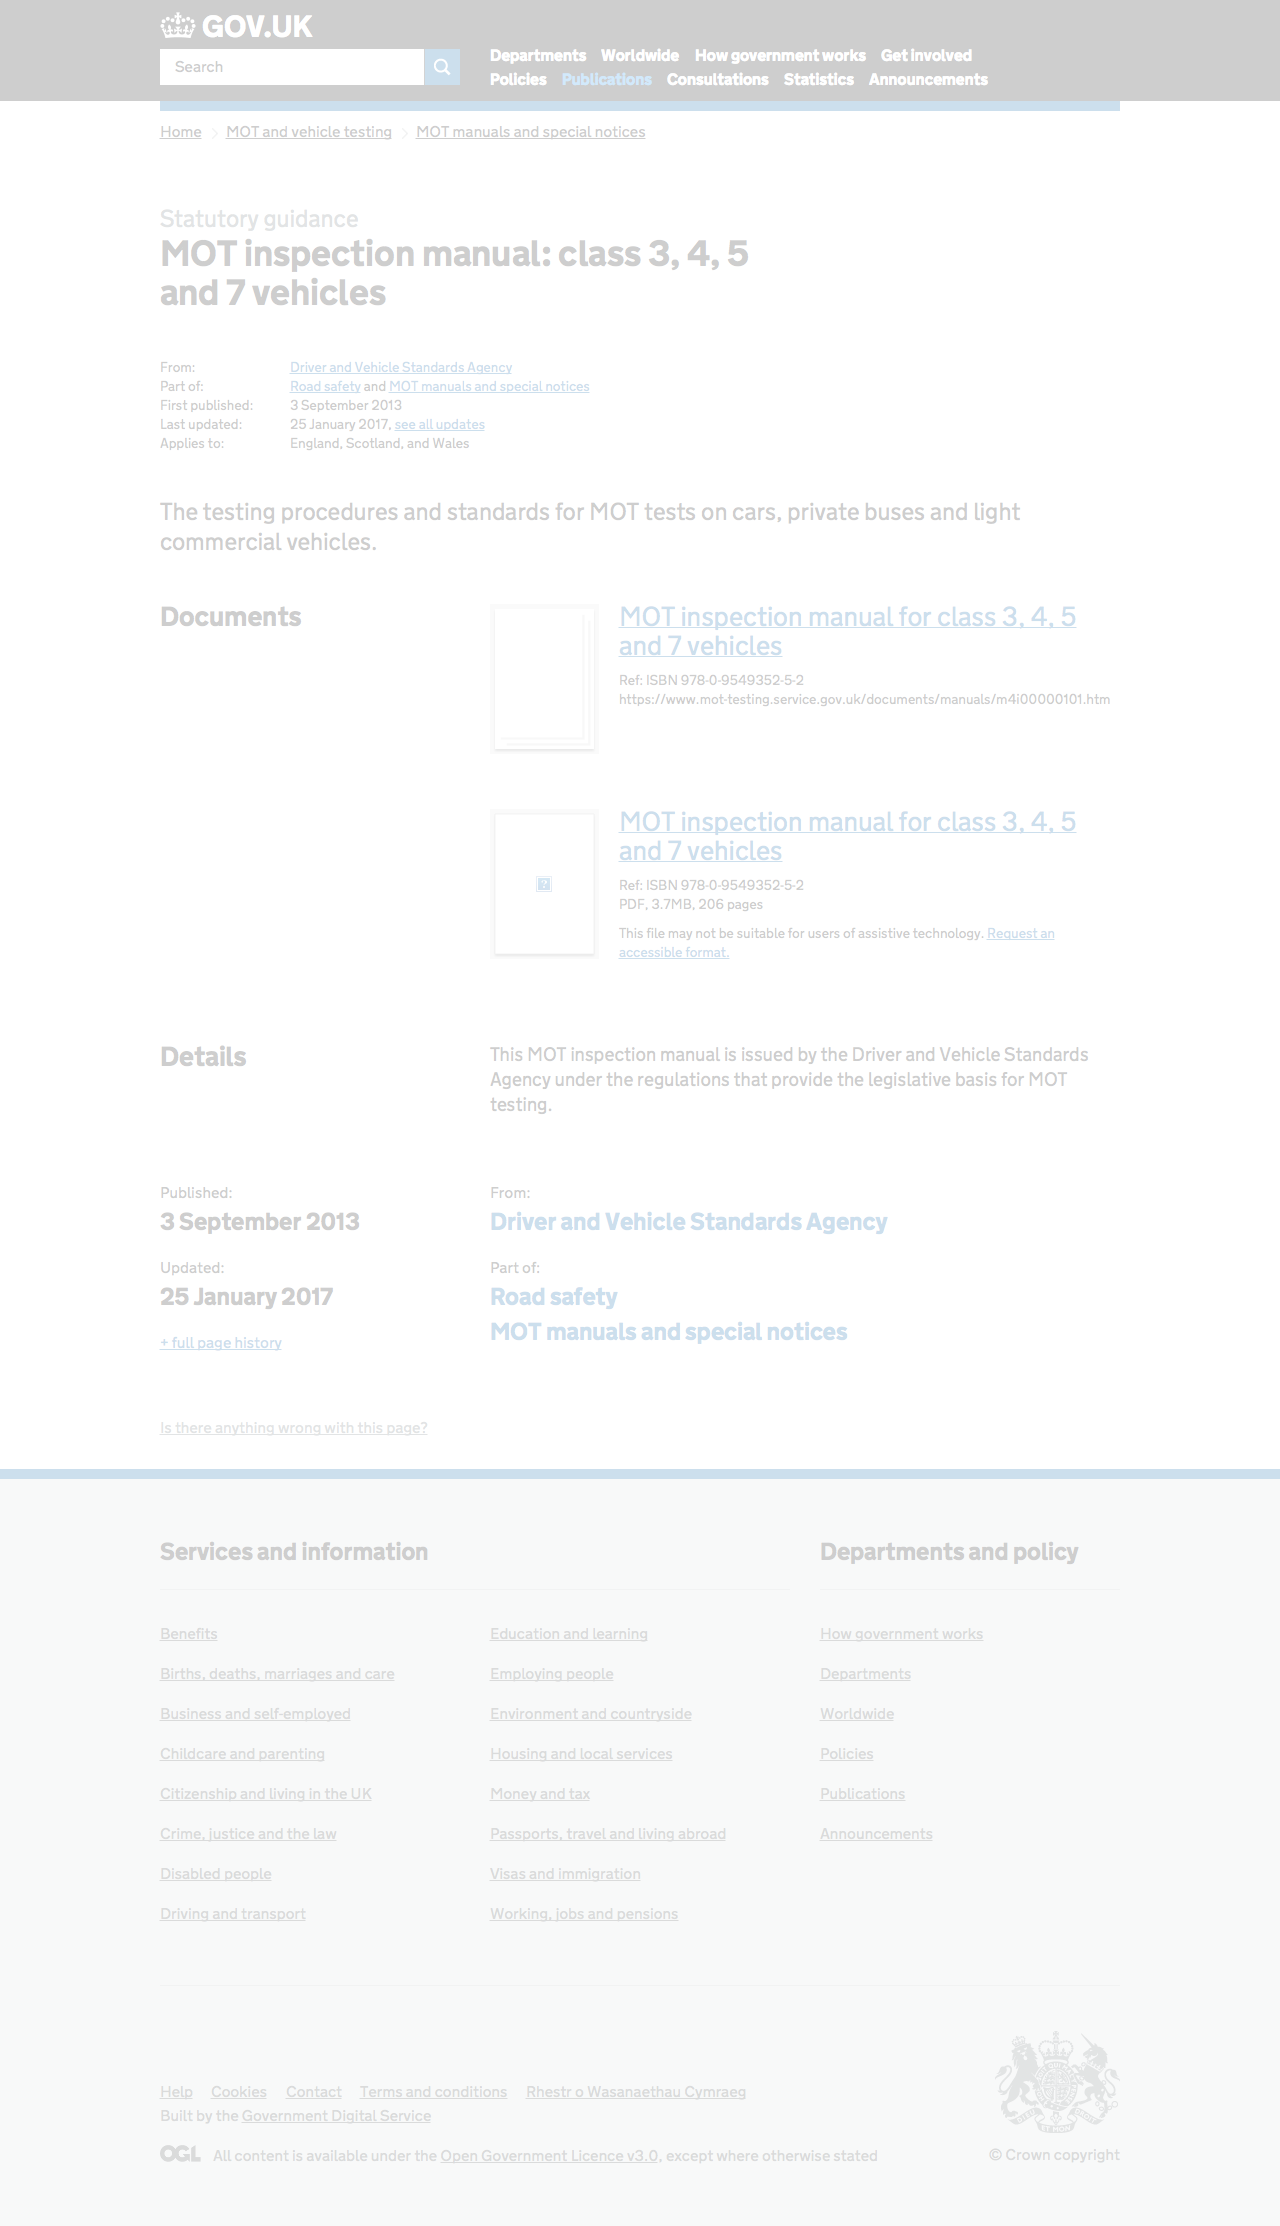 GOV.UK
Search
Departments Worldwide How government works Get involved
Policies Publications Consultations Statistics Announcements
Home MOT and vehicle testing MOT manuals and special notices
Statutory guidance
MOT inspection manual: class 3, 4, 5
and 7 vehicles
From: Driver and Vehicle Standards Agency
Part of: Road safety and MOT manuals and special notices
First published: 3 September 2013
Last updated: 25 January 2017, see all updates
Applies to: England, Scotland, and Wales
The testing procedures and standards for MOT tests on cars, private buses and light
commercial vehicles.
Documents
MOT inspection manual for class 3, 4, 5
and 7 vehicles
Ref: ISBN 978-0-9549352-5-2
https://www.mot-testing.service.gov.uk/documents/manuals/m4i00000101.htm
MOT inspection manual for class 3, 4, 5
and 7 vehicles
Ref: ISBN 978-0-9549352-5-2
PDF, 3.7MB, 206 pages
This file may not be suitable for users of assistive technology. Request an
accessible format.
Details
This MOT inspection manual is issued by the Driver and Vehicle Standards
Agency under the regulations that provide the legislative basis for MOT
testing.
Published:
3 September 2013
Updated:
25 January 2017
+ full page history
From:
Driver and Vehicle Standards Agency
Part of:
Road safety
MOT manuals and special notices
Is there anything wrong with this page?
Services and information
Benefits
Births, deaths, marriages and care
Business and self-employed
Childcare and parenting
Citizenship and living in the UK
Crime, justice and the law
Disabled people
Driving and transport
Education and learning
Employing people
Environment and countryside
Housing and local services
Money and tax
Passports, travel and living abroad
Visas and immigration
Working, jobs and pensions
Departments and policy
How government works
Departments
Worldwide
Policies
Publications
Announcements
Help Cookies Contact Terms and conditions Rhestr o Wasanaethau Cymraeg
Built by the Government Digital Service
OGL All content is available under the Open Government Licence v3.0, except where otherwise stated
© Crown copyright